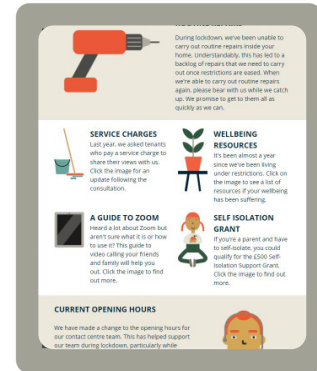 During lockdown, we've been unable to
carry out routine repairs inside your
home. Understandably, this has led to a
backlog of repairs that we need to carry
out once restrictions are eased. When
we're able to carry out routine repairs
again, please bear with us while we catch
up. We promise to get to them all as
quickly as we can.
SERVICE CHARGES
Last year, we asked tenants
who pay a service charge to
share their views with us.
Click the image for an
update following the
consultation.
WELLBEING
RESOURCES
It's been almost a year
since we've been living
under restrictions. Click on
the image to see a list of
resources if your wellbeing
has been suffering.
A GUIDE TO ZOOM
Heard a lot about Zoom but
aren't sure what it is or how
to use it? This guide to
video calling your friends
and family will help you
out. Click the image to find
out more.
SELF ISOLATION
GRANT
If you're a parent and have
to self-isolate, you could
qualify for the £500 Self-
Isolation Support Grant.
Click the image to find out
more.
CURRENT OPENING HOURS
We have made a change to the opening hours for
our contact centre team. This has helped support
our team during lockdown, particularly while